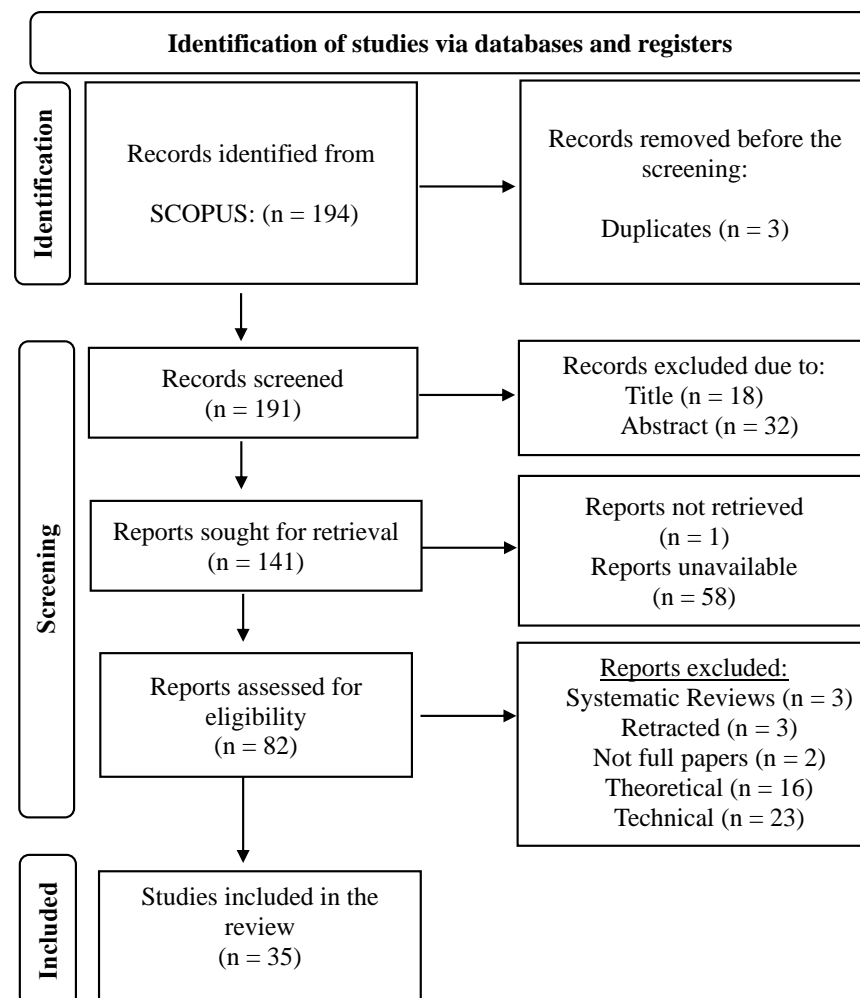 Identification of studies via databases and registers
Identification
Records identified from
SCOPUS: (n = 194)
Records removed before the
screening:
Duplicates (n = 3)
Screening
Records screened
(n = 191)
Records excluded due to:
Title (n = 18)
Abstract (n = 32)
Reports sought for retrieval
(n = 141)
Reports not retrieved
(n = 1)
Reports unavailable
(n = 58)
Reports assessed for
eligibility
(n = 82)
Reports excluded:
Systematic Reviews (n = 3)
Retracted (n = 3)
Not full papers (n = 2)
Theoretical (n = 16)
Technical (n = 23)
Included
Studies included in the
review
(n = 35)